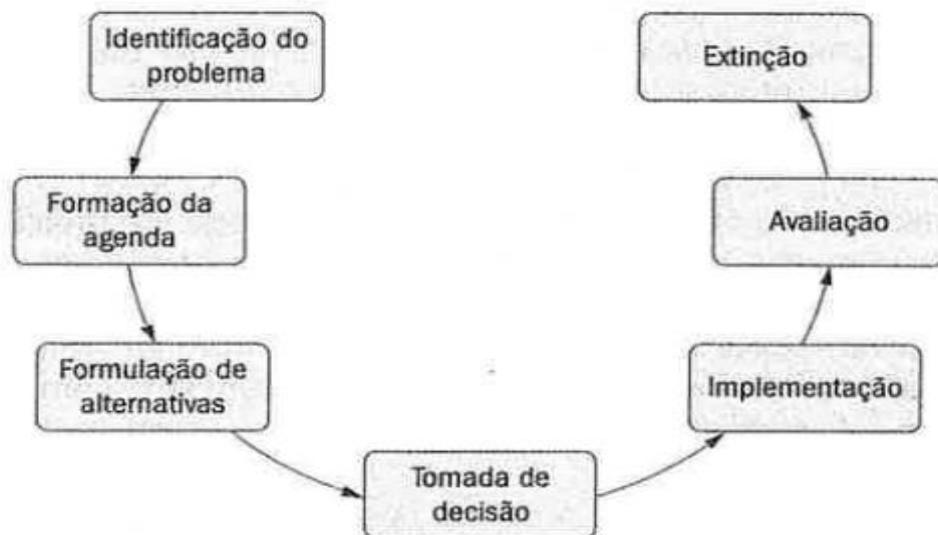 Identificação do
problema
Formação da
agenda
Formulação de
alternativas
Tomada de
decisão
Implementação
Avaliação
Extinção